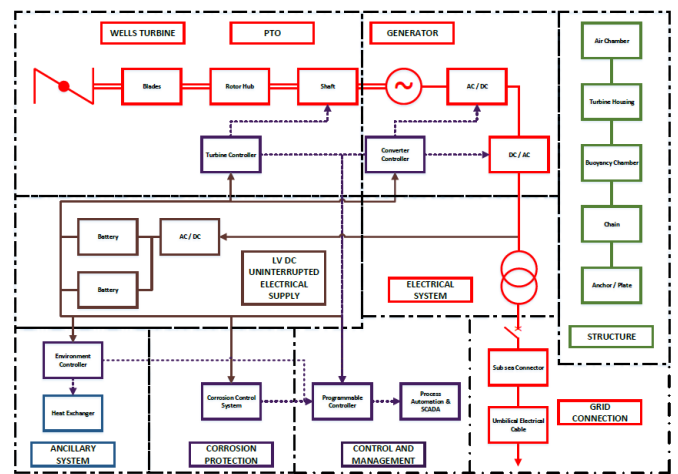 WELLS TURBINE
PTO
GENERATOR
Air Chamber
Blades
Rotor Hub
Shaft
~
AC / DC
Turbine Housing
Turbine Controller
Converter
Controller
DC / AC
Buoyancy Chamber
Battery
AC / DC
Chain
Battery
LV DC
UNINTERRUPTED
ELECTRICAL
SUPPLY
ELECTRICAL
SYSTEM
Anchor / Plate
STRUCTURE
Environment
Controller
Sub sea Connector
Heat Exchanger
Corrosion Control
System
Programmable
Controller
Process
Automation &
SCADA
Umbilical Electrical
Cable
GRID
CONNECTION
ANCILLARY
SYSTEM
CORROSION
PROTECTION
CONTROL AND
MANAGEMENT